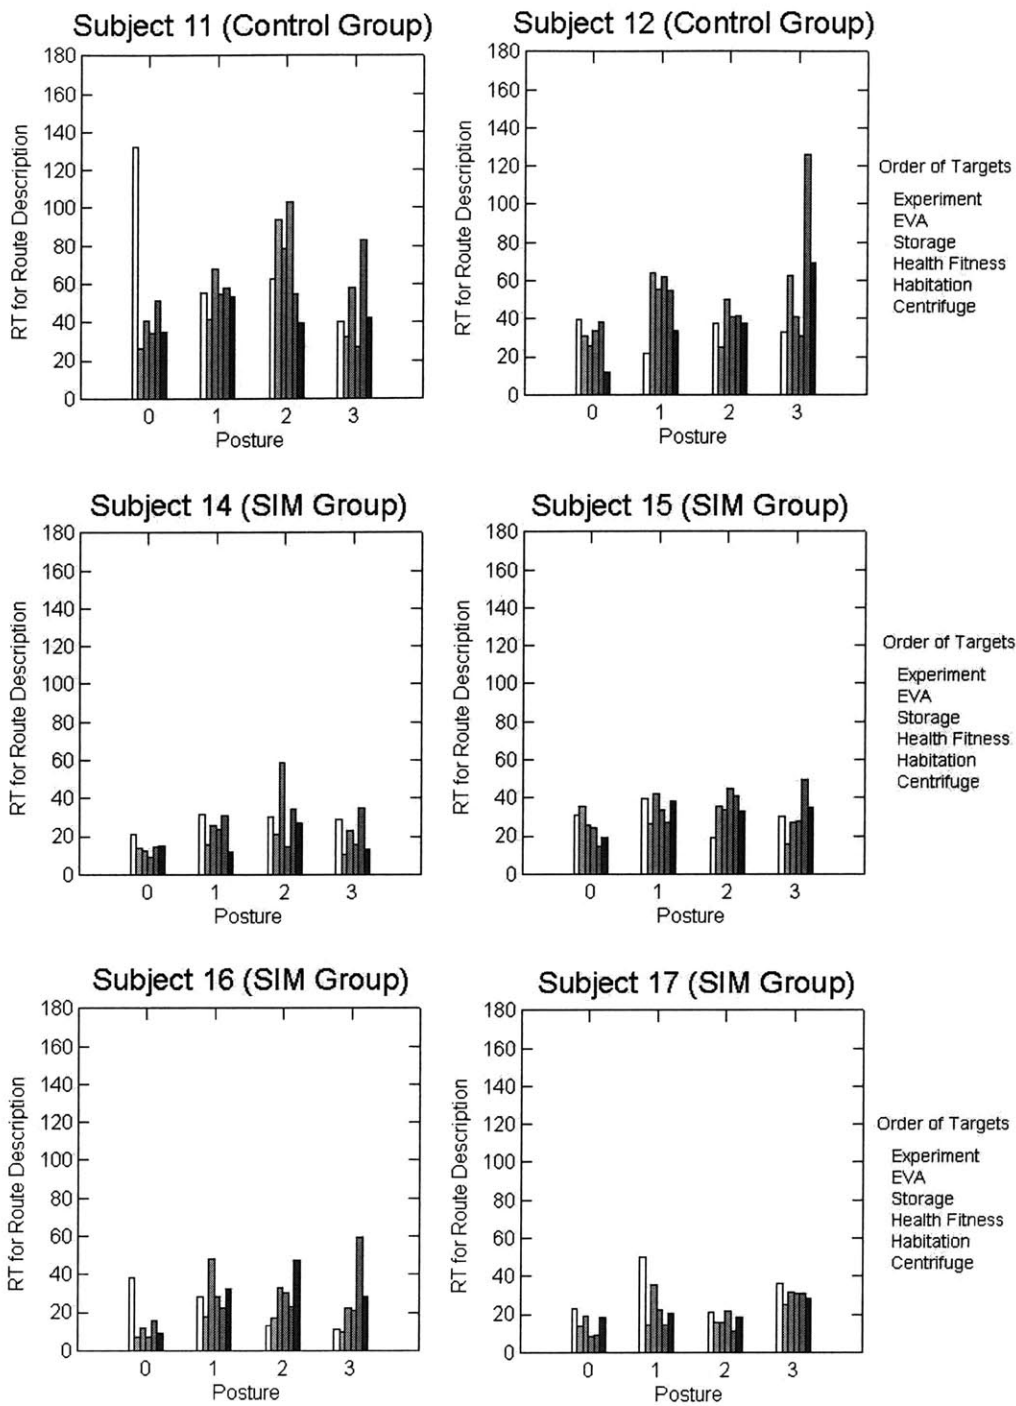 Subject 11 (Control Group)
RT for Route Description
180
160
140
120
100
80
60
40
20
0
0 1 2 3
Posture
Subject 12 (Control Group)
RT for Route Description
180
160
140
120
100
80
60
40
20
0
0 1 2 3
Posture
Order of Targets
Experiment
EVA
Storage
Health Fitness
Habitation
Centrifuge
Subject 14 (SIM Group)
RT for Route Description
180
160
140
120
100
80
60
40
20
0
0 1 2 3
Posture
Subject 15 (SIM Group)
RT for Route Description
180
160
140
120
100
80
60
40
20
0
0 1 2 3
Posture
Order of Targets
Experiment
EVA
Storage
Health Fitness
Habitation
Centrifuge
Subject 16 (SIM Group)
RT for Route Description
180
160
140
120
100
80
60
40
20
0
0 1 2 3
Posture
Subject 17 (SIM Group)
RT for Route Description
180
160
140
120
100
80
60
40
20
0
0 1 2 3
Posture
Order of Targets
Experiment
EVA
Storage
Health Fitness
Habitation
Centrifuge